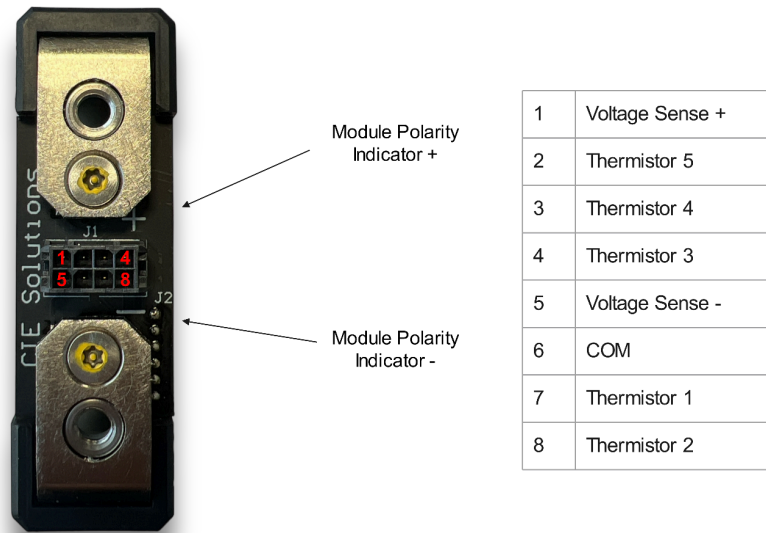 CIE Solutions
+
J1
1 4
5 8
J2
-
Module Polarity
Indicator +
Module Polarity
Indicator -
1 Voltage Sense +
2 Thermistor 5
3 Thermistor 4
4 Thermistor 3
5 Voltage Sense -
6 COM
7 Thermistor 1
8 Thermistor 2